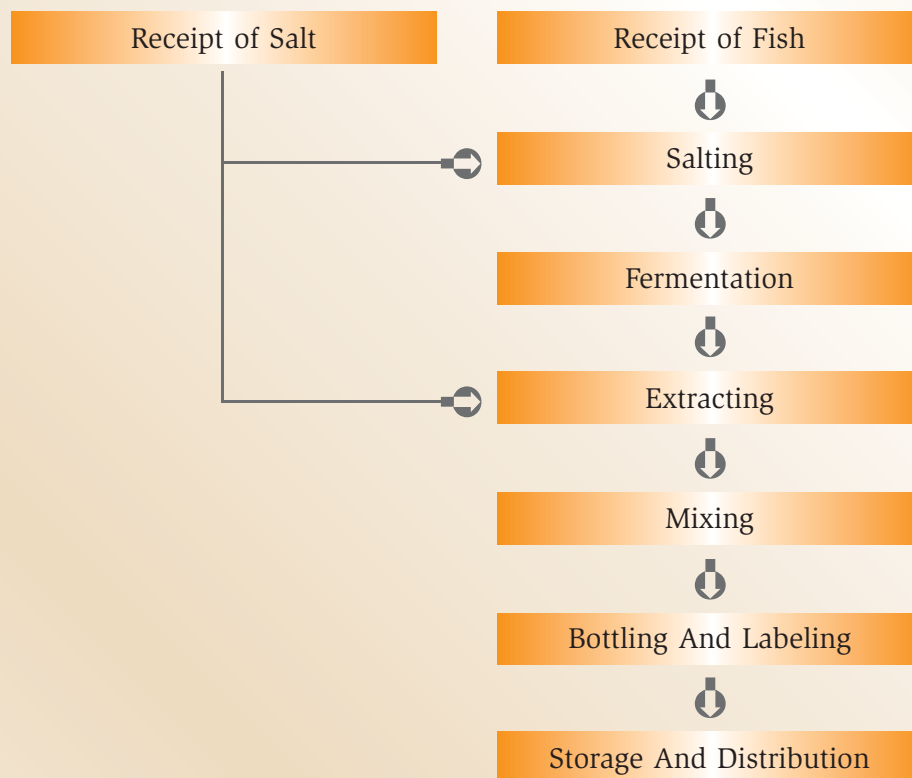 Receipt of Salt
Receipt of Fish
Salting
Fermentation
Extracting
Mixing
Bottling And Labeling
Storage And Distribution